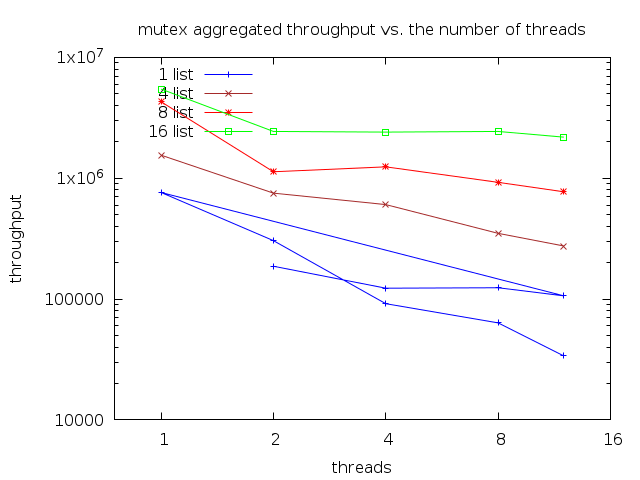 mutex aggregated throughput vs. the number of threads
1x10^7
1x10^6
100000
10000
throughput
1 list
4 list
8 list
16 list
1 2 4 8 16
threads